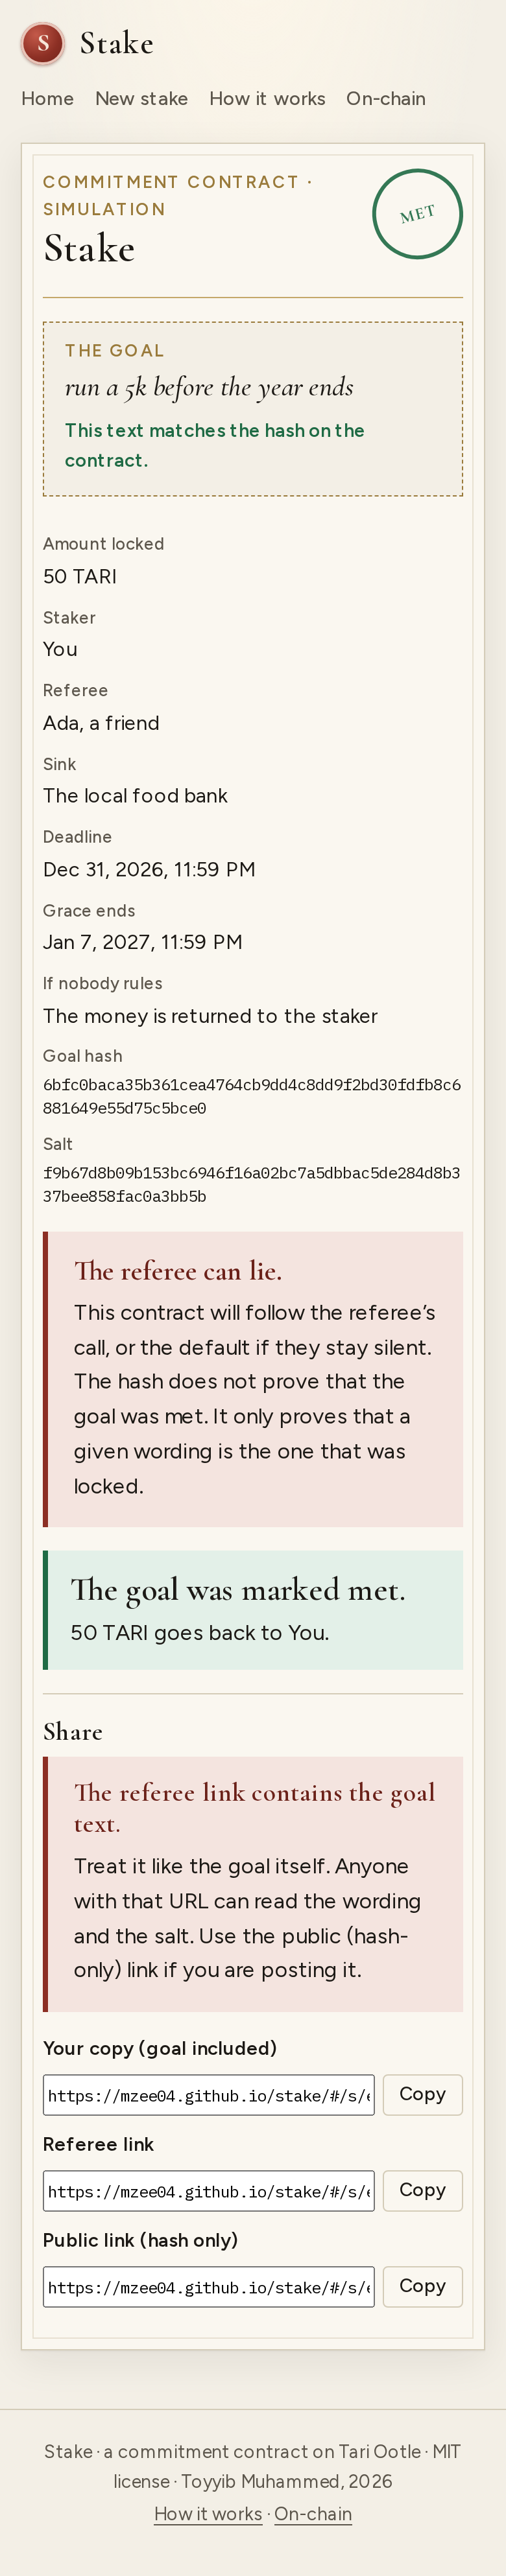 S
Stake
Home New stake How it works On-chain
COMMITMENT CONTRACT ·
SIMULATION
Stake
MET
THE GOAL
run a 5k before the year ends
This text matches the hash on the
contract.
Amount locked
50 TARI
Staker
You
Referee
Ada, a friend
Sink
The local food bank
Deadline
Dec 31, 2026, 11:59 PM
Grace ends
Jan 7, 2027, 11:59 PM
If nobody rules
The money is returned to the staker
Goal hash
6bfc0baca35b361cea4764cb9dd4c8dd9f2bd30fdfb8c6
881649e55d75c5bce0
Salt
f9b67d8b09b153bc6946f16a02bc7a5dbbac5de284d8b3
37bee858fac0a3bb5b
The referee can lie.
This contract will follow the referee’s
call, or the default if they stay silent.
The hash does not prove that the
goal was met. It only proves that a
given wording is the one that was
locked.
The goal was marked met.
50 TARI goes back to You.
Share
The referee link contains the goal
text.
Treat it like the goal itself. Anyone
with that URL can read the wording
and the salt. Use the public (hash-
only) link if you are posting it.
Your copy (goal included)
https://mzee04.github.io/stake/#/s/e Copy
Referee link
https://mzee04.github.io/stake/#/s/e Copy
Public link (hash only)
https://mzee04.github.io/stake/#/s/e Copy
Stake · a commitment contract on Tari Ootle · MIT
license · Toyyib Muhammed, 2026
How it works · On-chain